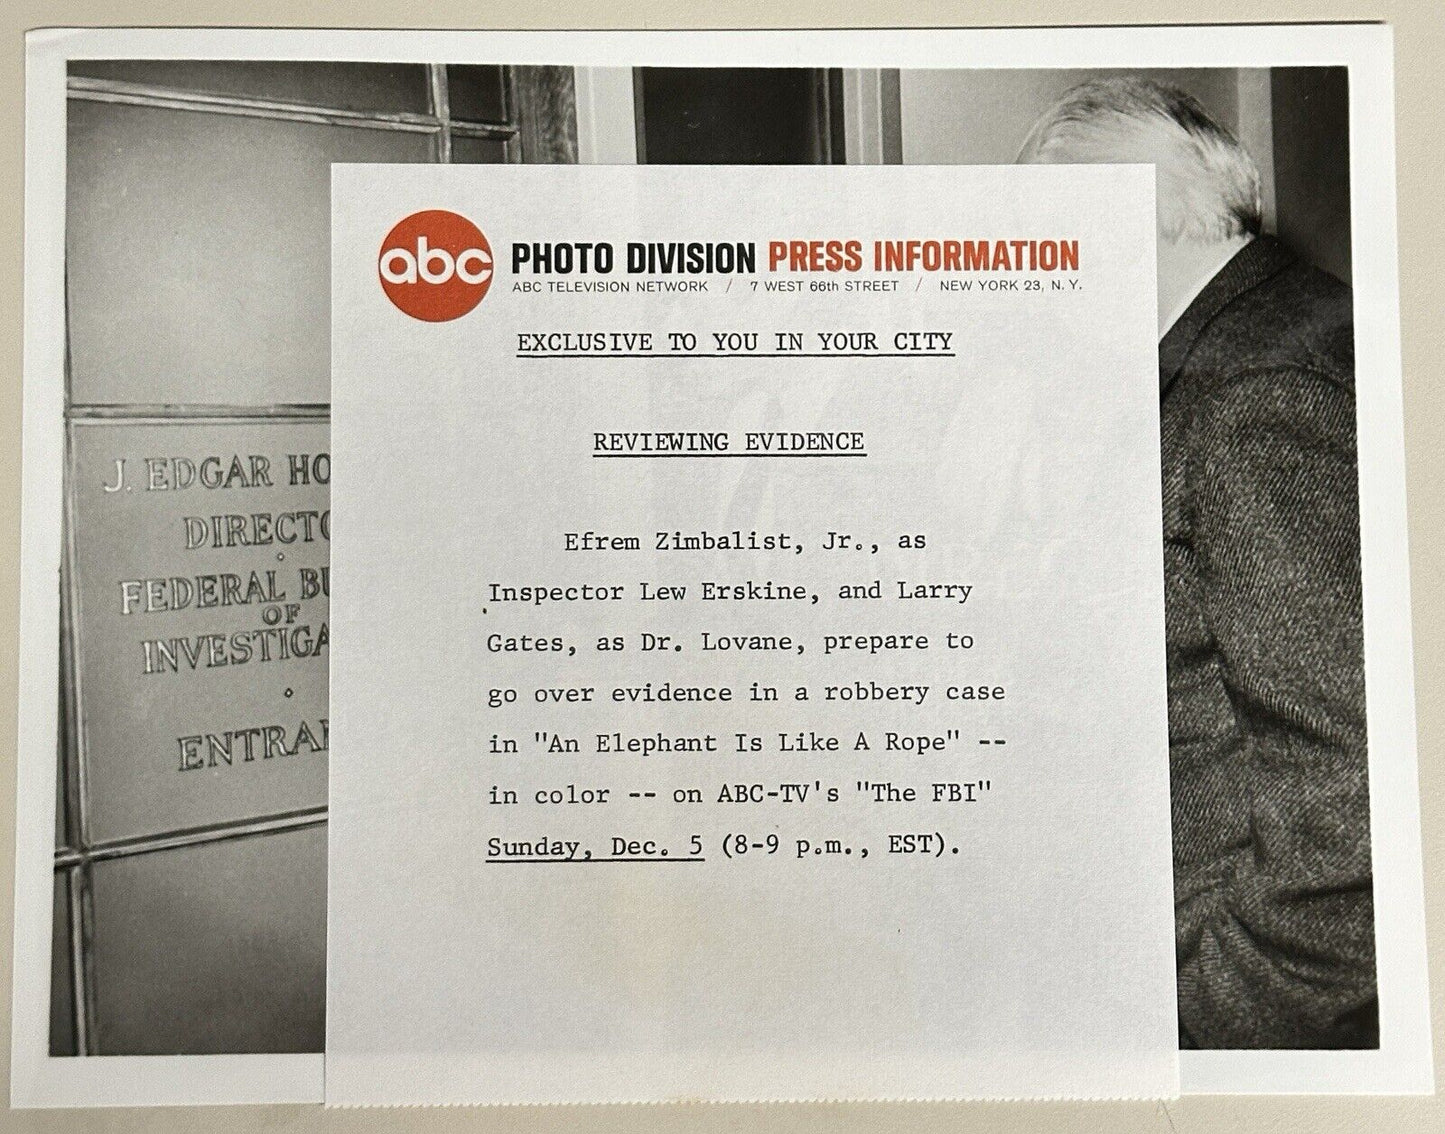 abc PHOTO DIVISION PRESS INFORMATION
ABC TELEVISION NETWORK / 7 WEST 66th STREET / NEW YORK 23, N.Y.
EXCLUSIVE TO YOU IN YOUR CITY
REVIEWING EVIDENCE
Efrem Zimbalist, Jr., as
Inspector Lew Erskine, and Larry
Gates, as Dr. Lovane, prepare to
go over evidence in a robbery case
in "An Elephant Is Like A Rope" --
in color -- on ABC-TV's "The FBI"
Sunday, Dec. 5 (8-9 p.m., EST).
J. EDGAR HO
DIRECTO
FEDERAL BU
OF
INVESTIGA
ENTRAN